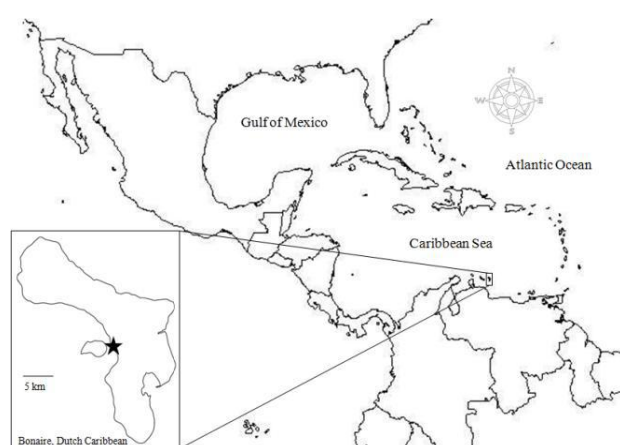 N
W E
S
Gulf of Mexico
Atlantic Ocean
Caribbean Sea
5 km
Bonaire, Dutch Caribbean